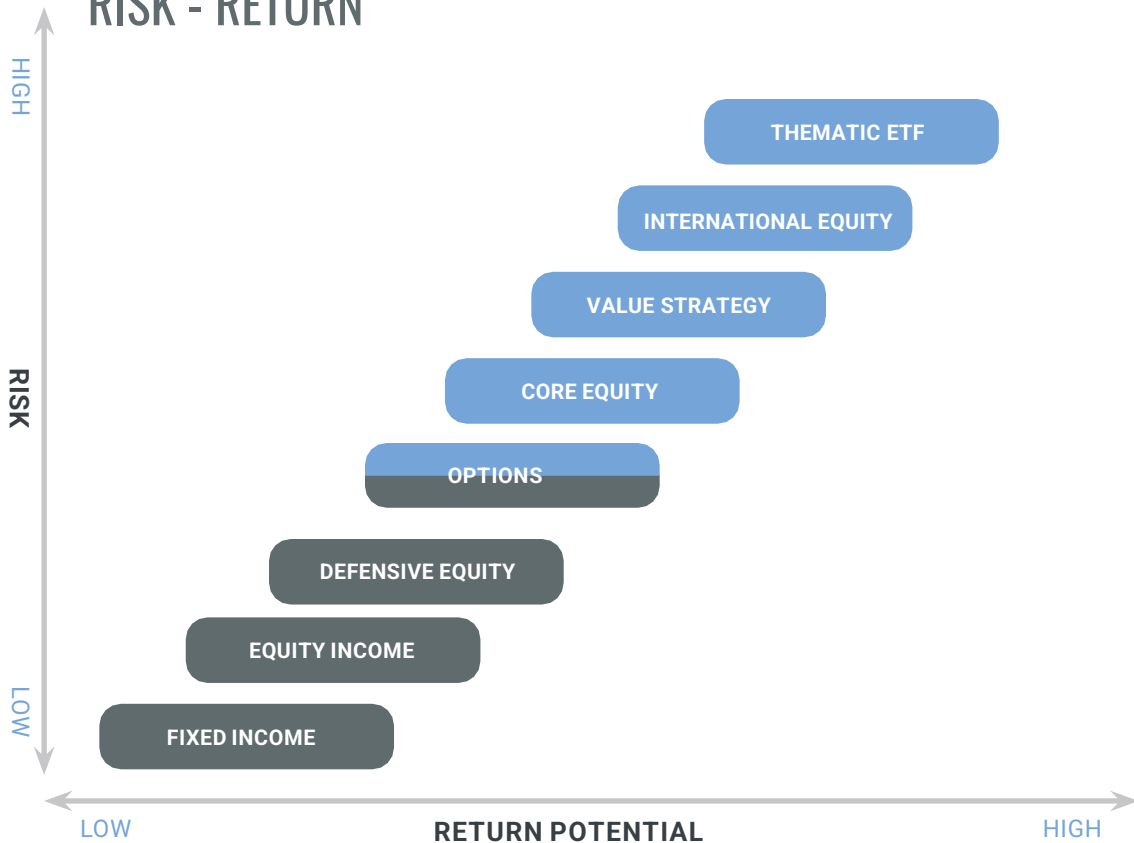 RISK - RETURN
HIGH
THEMATIC ETF
INTERNATIONAL EQUITY
VALUE STRATEGY
RISK
CORE EQUITY
OPTIONS
DEFENSIVE EQUITY
EQUITY INCOME
LOW
FIXED INCOME
LOW
RETURN POTENTIAL
HIGH